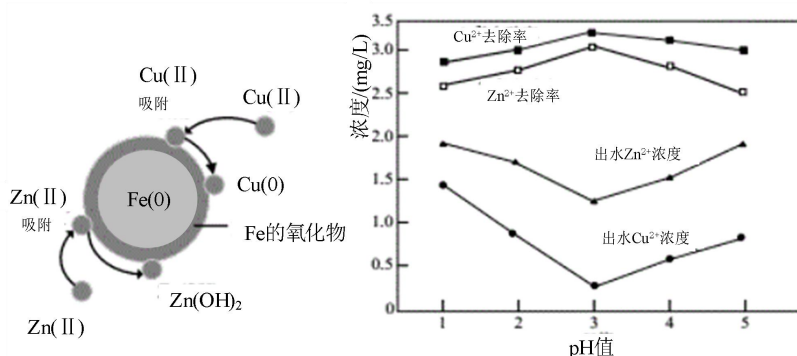 Cu(Ⅱ)
吸附
Cu(Ⅱ)
Zn(Ⅱ)
吸附
Fe(0)
Cu(0)
Fe的氧化物
Zn(OH)₂
Zn(Ⅱ)
浓度/(mg/L)
3.5
3.0
2.5
2.0
1.5
1.0
0.5
Cu²⁺去除率
Zn²⁺去除率
出水Zn²⁺浓度
出水Cu²⁺浓度
1 2 3 4 5
pH值